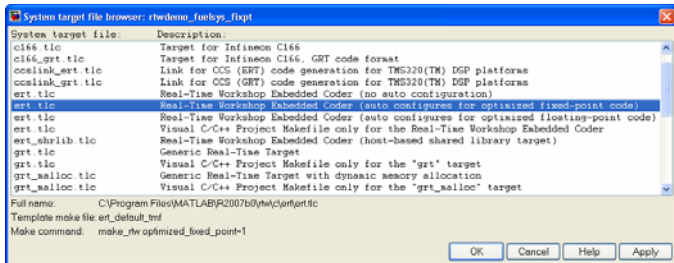 System target file browser: rtwdemo_fuelsys_fixpt
System target file: Description:
c166.tlc Target for Infineon C166
c166_grt.tlc Target for Infineon C166, GRT code format
ccslink_ert.tlc Link for CCS (ERT) code generation for TMS320(TM) DSP platforms
ccslink_grt.tlc Link for CCS (GRT) code generation for TMS320(TM) DSP platforms
ert.tlc Real-Time Workshop Embedded Coder (no auto configuration)
ert.tlc Real-Time Workshop Embedded Coder (auto configures for optimized fixed-point code)
ert.tlc Real-Time Workshop Embedded Coder (auto configures for optimized floating-point code)
ert.tlc Visual C/C++ Project Makefile only for the Real-Time Workshop Embedded Coder
ert_shrlib.tlc Real-Time Workshop Embedded Coder (host-based shared library target)
grt.tlc Generic Real-Time Target
grt.tlc Visual C/C++ Project Makefile only for the "grt" target
grt_malloc.tlc Generic Real-Time Target with dynamic memory allocation
grt_malloc.tlc Visual C/C++ Project Makefile only for the "grt_malloc" target
Full name: C:\Program Files\MATLAB\R2007b0\rtw\c\ert\ert.tlc
Template make file: ert_default_tmf
Make command: make_rtw optimized_fixed_point=1
OK Cancel Help Apply